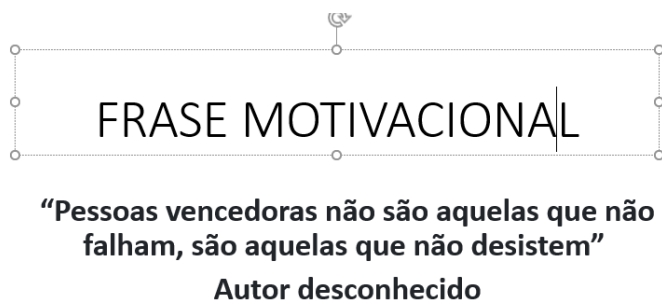 FRASE MOTIVACIONAL
“Pessoas vencedoras não são aquelas que não
falham, são aquelas que não desistem”
Autor desconhecido